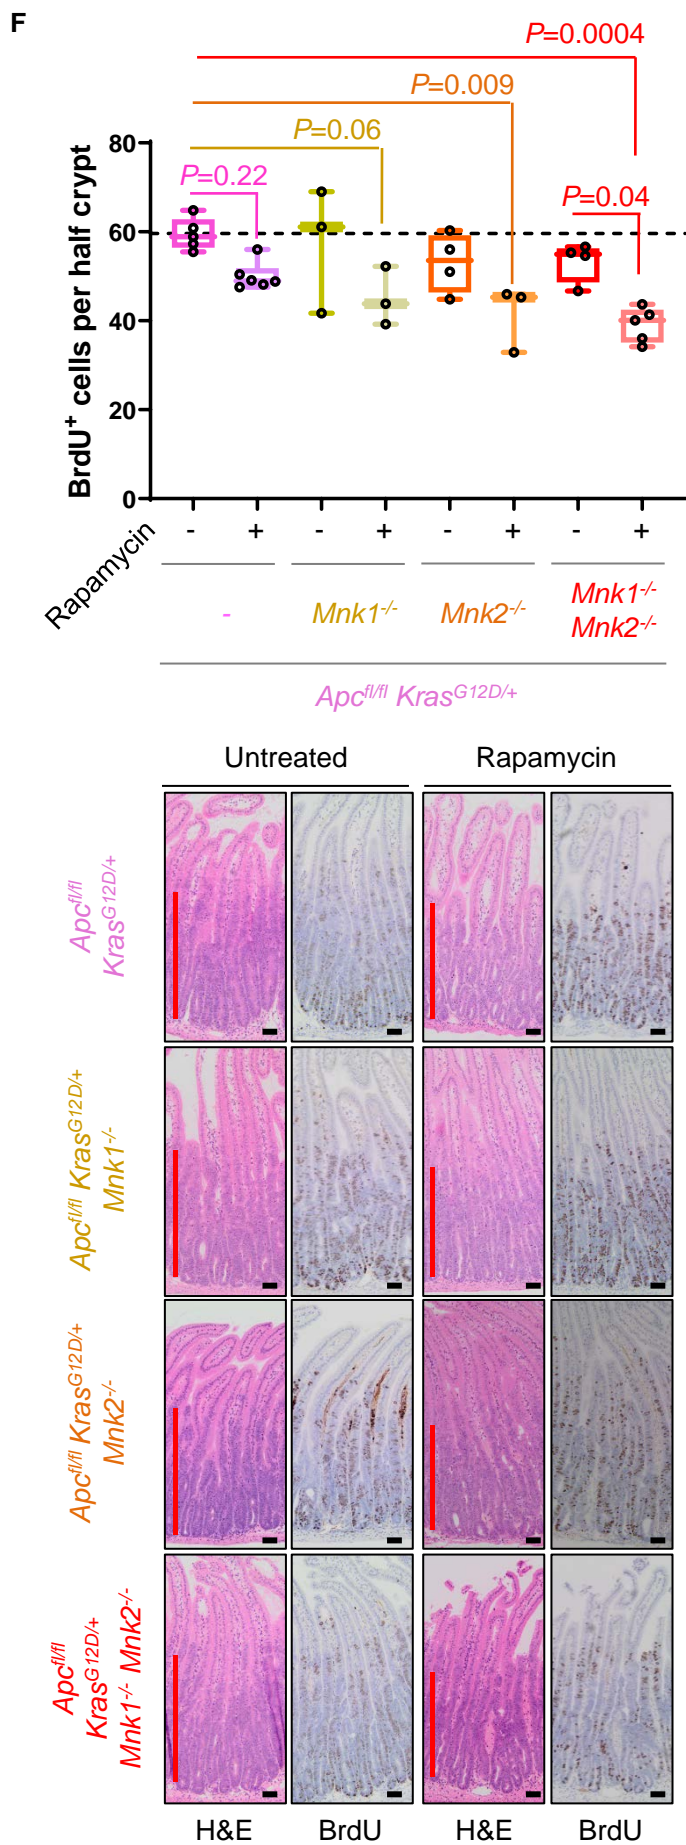 F
P=0.0004
P=0.009
P=0.06
P=0.22
P=0.04
80
60
40
20
0
BrdU⁺ cells per half crypt
Rapamycin - + - + - + - +
- Mnk1⁻/⁻ Mnk2⁻/⁻ Mnk1⁻/⁻
Mnk2⁻/⁻
Apcfl/fl KrasG12D/+
Untreated Rapamycin
Apcfl/fl
KrasG12D/+
Apcfl/fl KrasG12D/+
Mnk1-/-
Apcfl/fl KrasG12D/+
Mnk2-/-
Apcfl/fl
KrasG12D/+
Mnk1-/- Mnk2-/-
H&E BrdU H&E BrdU